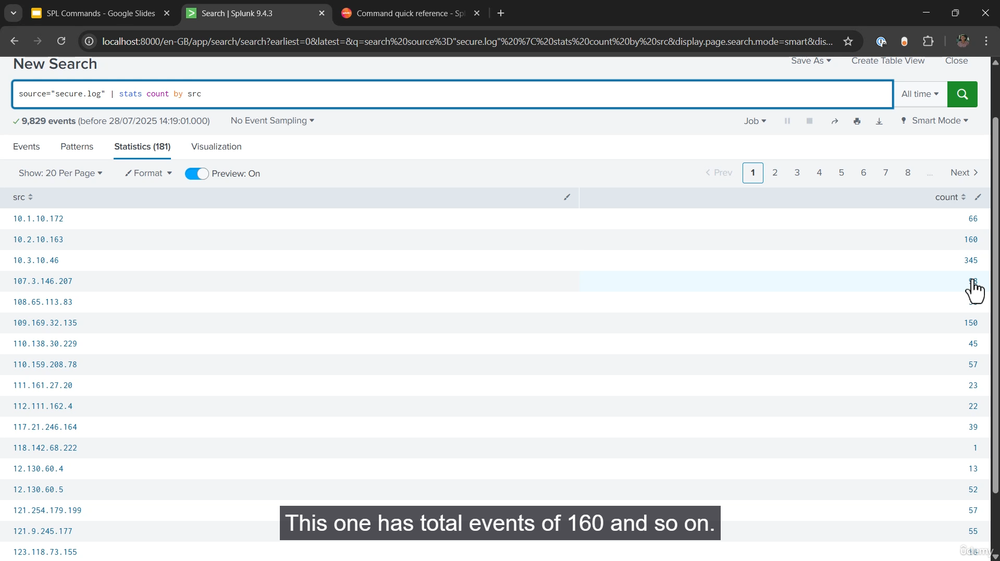 SPL Commands - Google Slides
Search | Splunk 9.4.3
Command quick reference - Spl
localhost:8000/en-GB/app/search/search?earliest=0&latest=&q=search%20source%3D"secure.log"%20%7C%20stats%20count%20by%20src&display.page.search.mode=smart&dis...
New Search
Save As
Create Table View
Close
source="secure.log" | stats count by src
All time
9,829 events (before 28/07/2025 14:19:01.000)
No Event Sampling
Job
Smart Mode
Events
Patterns
Statistics (181)
Visualization
Show: 20 Per Page
Format
Preview: On
< Prev
1
2
3
4
5
6
7
8
...
Next >
src
count
10.1.10.172 66
10.2.10.163 160
10.3.10.46 345
107.3.146.207 98
108.65.113.83
109.169.32.135 150
110.138.30.229 45
110.159.208.78 57
111.161.27.20 23
112.111.162.4 22
117.21.246.164 39
118.142.68.222 1
12.130.60.4 13
12.130.60.5 52
121.254.179.199 57
121.9.245.177 55
123.118.73.155
This one has total events of 160 and so on.
ûdemy